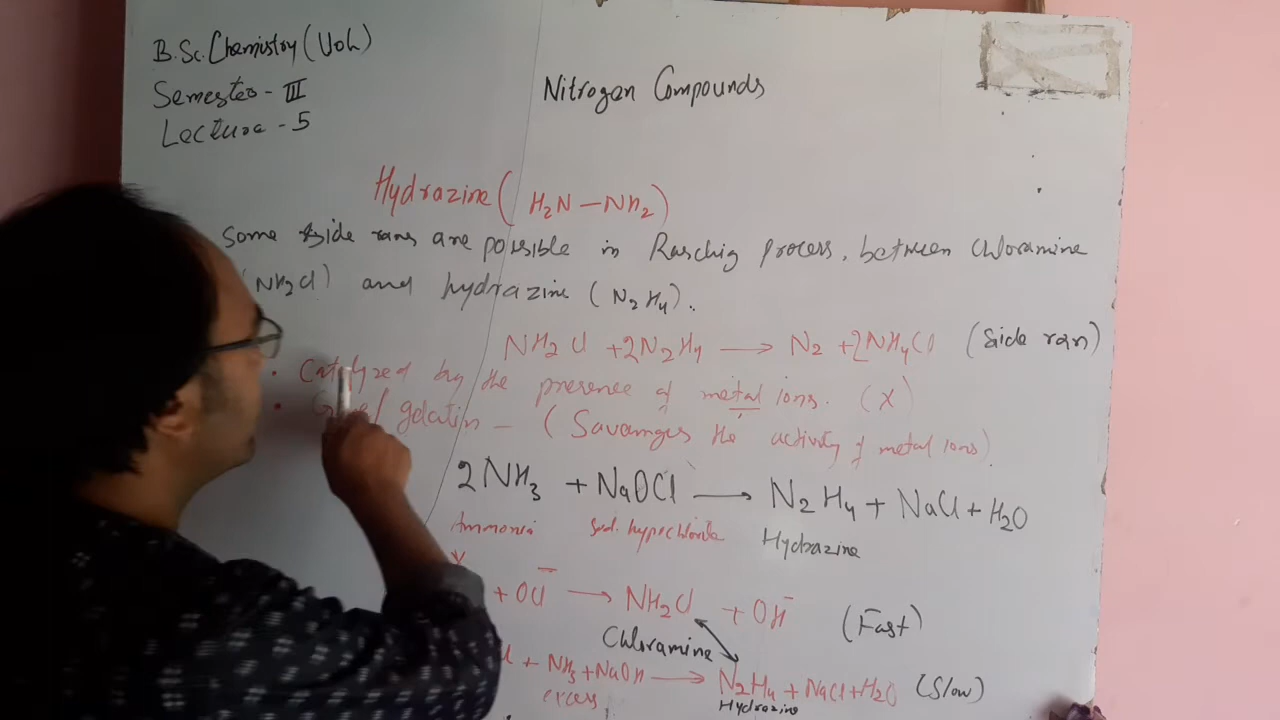 B.Sc. Chemistry (UoL)
Semester - III
Lecture - 5
Nitrogen Compounds
Hydrazine ( H2N – NH2 )
Some side rxns are possible in Raschig Process, between Chloramine
(NH2Cl) and hydrazine (N2H4).
NH2Cl + 2N2H4 → N2 + 2NH4Cl (Side rxn)
• Catalyzed by the presence of metal ions. (X)
• gelatin – (Savanges the activity of metal ions)
2NH3 + NaOCl → N2H4 + NaCl + H2O
Ammonia Sod. hypochlorite Hydrazine
+ OCl⁻ → NH2Cl + OH⁻ (Fast)
Chloramine
+ NH3 + NaOH → N2H4 + NaCl + H2O (Slow)
excess Hydrazine